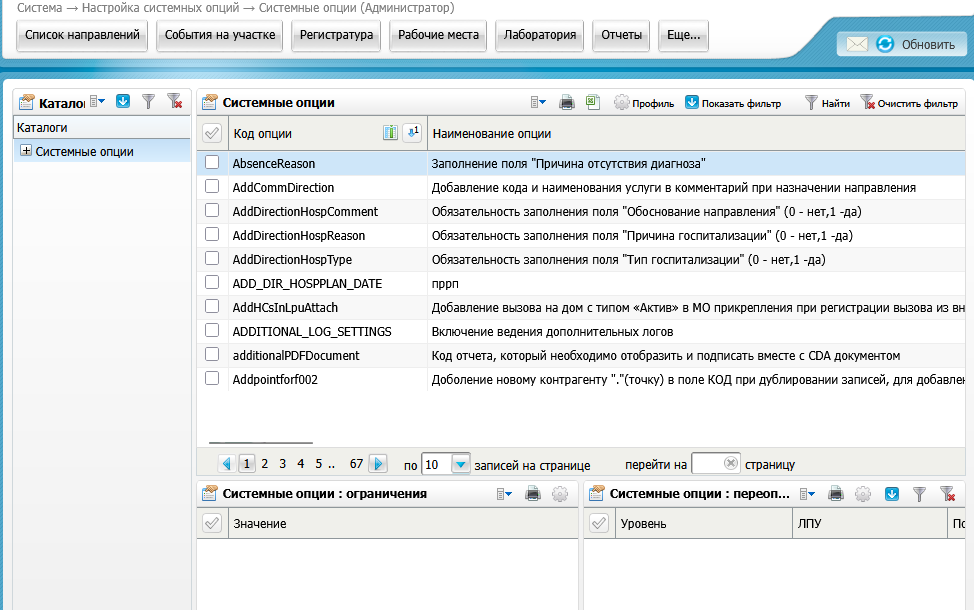 Система → Настройка системных опций → Системные опции (Администратор)
Список направлений События на участке Регистратура Рабочие места Лаборатория Отчеты Еще... Обновить
Катало Системные опции Профиль Показать фильтр Найти Очистить фильтр
Каталоги
Системные опции
Код опции Наименование опции
AbsenceReason Заполнение поля "Причина отсутствия диагноза"
AddCommDirection Добавление кода и наименования услуги в комментарий при назначении направления
AddDirectionHospComment Обязательность заполнения поля "Обоснование направления" (0 - нет,1 -да)
AddDirectionHospReason Обязательность заполнения поля "Причина госпитализации" (0 - нет,1 -да)
AddDirectionHospType Обязательность заполнения поля "Тип госпитализации" (0 - нет,1 -да)
ADD_DIR_HOSPPLAN_DATE пррп
AddHCsInLpuAttach Добавление вызова на дом с типом «Актив» в МО прикрепления при регистрации вызова из вн
ADDITIONAL_LOG_SETTINGS Включение ведения дополнительных логов
additionalPDFDocument Код отчета, который необходимо отобразить и подписать вместе с CDA документом
Addpointforf002 Доболение новому контрагенту "."(точку) в поле КОД при дублировании записей, для добавле
1 2 3 4 5 .. 67 по 10 записей на странице перейти на страницу
Системные опции : ограничения Системные опции : переоп...
Значение Уровень ЛПУ По